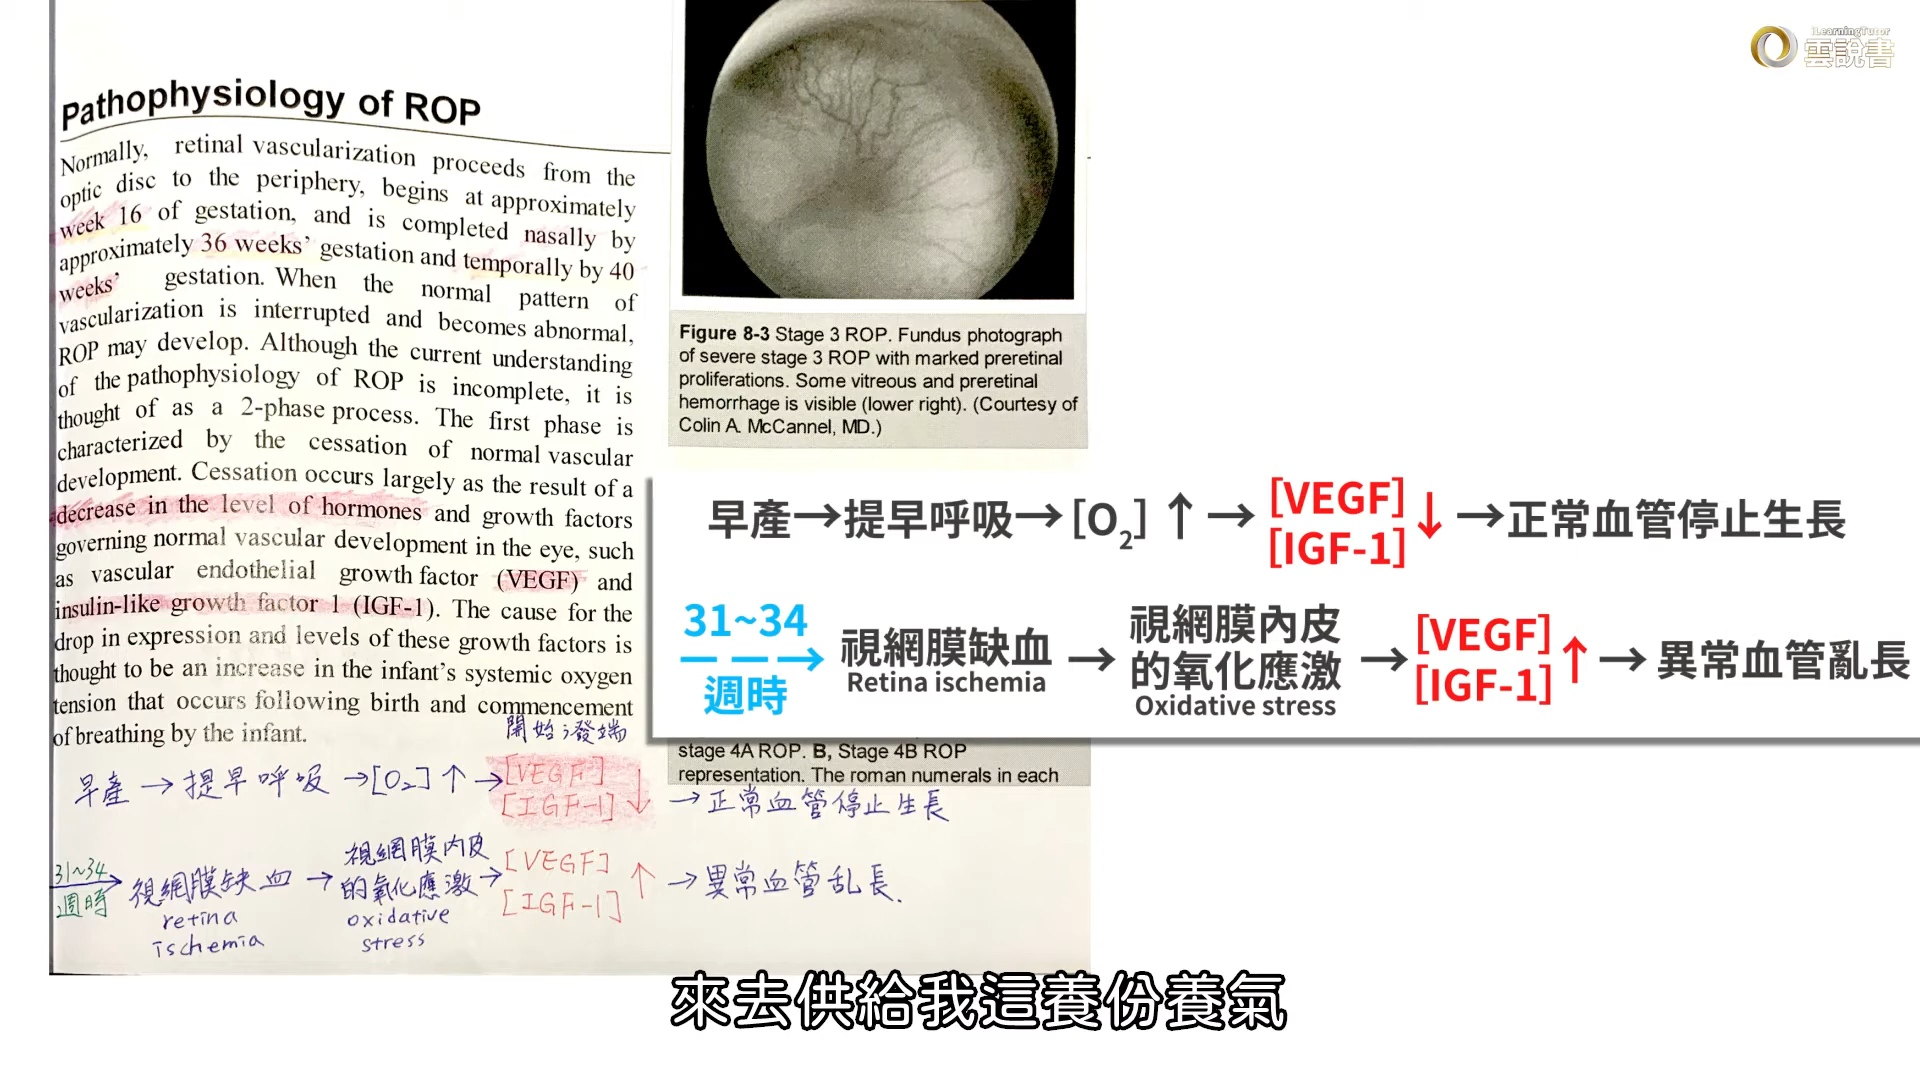 iLearningTutor
雲說書
Pathophysiology of ROP
Normally, retinal vascularization proceeds from the
optic disc to the periphery, begins at approximately
week 16 of gestation, and is completed nasally by
approximately 36 weeks’ gestation and temporally by 40
weeks’ gestation. When the normal pattern of
vascularization is interrupted and becomes abnormal,
ROP may develop. Although the current understanding
of the pathophysiology of ROP is incomplete, it is
thought of as a 2-phase process. The first phase is
characterized by the cessation of normal vascular
development. Cessation occurs largely as the result of a
decrease in the level of hormones and growth factors
governing normal vascular development in the eye, such
as vascular endothelial growth factor (VEGF) and
insulin-like growth factor 1 (IGF-1). The cause for the
drop in expression and levels of these growth factors is
thought to be an increase in the infant’s systemic oxygen
tension that occurs following birth and commencement
of breathing by the infant.
Figure 8-3 Stage 3 ROP. Fundus photograph
of severe stage 3 ROP with marked preretinal
proliferations. Some vitreous and preretinal
hemorrhage is visible (lower right). (Courtesy of
Colin A. McCannel, MD.)
早產→提早呼吸→[O₂]↑→[VEGF] [IGF-1]↓→正常血管停止生長
31~34
週時
視網膜缺血
Retina ischemia
→
視網膜內皮
的氧化應激
Oxidative stress
→
[VEGF]
[IGF-1]
↑→異常血管亂長
stage 4A ROP. B, Stage 4B ROP
representation. The roman numerals in each
開始發端
早產→提早呼吸→[O₂]↑→[VEGF] [IGF-1]↓→正常血管停止生長
31~34
週時
視網膜缺血
retina
ischemia
→
視網膜內皮
的氧化應激
oxidative
stress
→
[VEGF]
[IGF-1]
↑→異常血管乱長.
來去供給我這養份養氣